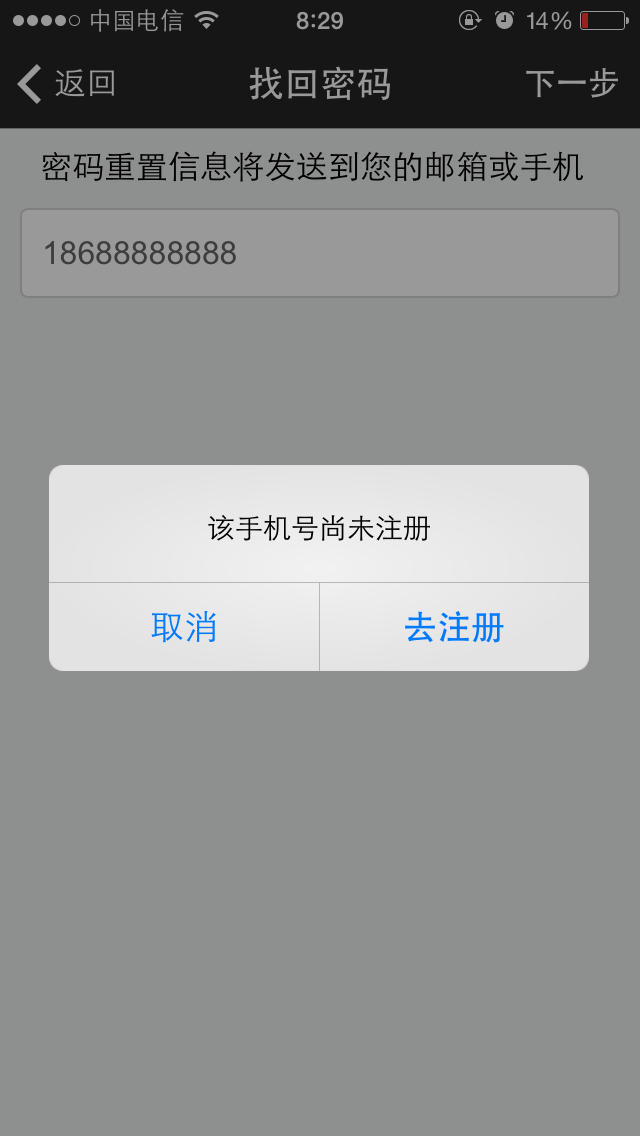 中国电信 8:29 14%
返回 找回密码 下一步
密码重置信息将发送到您的邮箱或手机
18688888888
该手机号尚未注册
取消 去注册